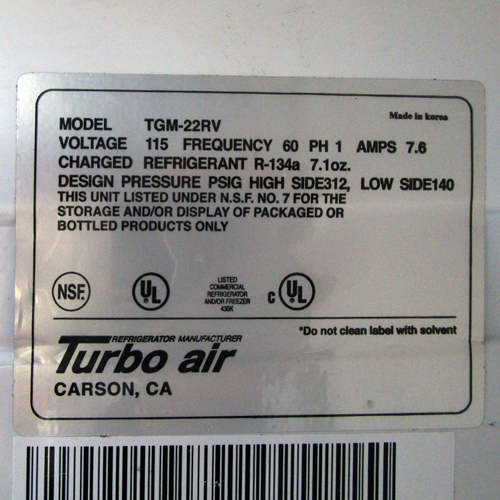 Made in korea
MODEL TGM-22RV
VOLTAGE 115 FREQUENCY 60 PH 1 AMPS 7.6
CHARGED REFRIGERANT R-134a 7.1oz.
DESIGN PRESSURE PSIG HIGH SIDE312, LOW SIDE140
THIS UNIT LISTED UNDER N.S.F. NO. 7 FOR THE
STORAGE AND/OR DISPLAY OF PACKAGED OR
BOTTLED PRODUCTS ONLY
NSF. UL LISTED C UL
COMMERCIAL
REFRIGERATOR
AND/OR FREEZER
435K
*Do not clean label with solvent
REFRIGERATOR MANUFACTURER
Turbo air
CARSON, CA